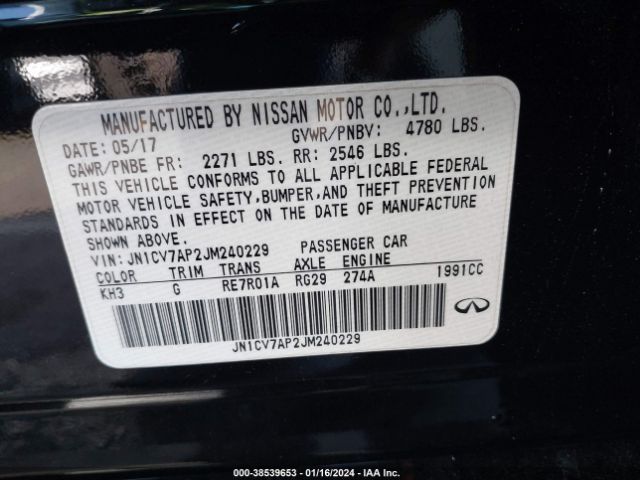 MANUFACTURED BY NISSAN MOTOR CO.,LTD.
DATE: 05/17 GVWR/PNBV: 4780 LBS.
GAWR/PNBE FR: 2271 LBS. RR: 2546 LBS.
THIS VEHICLE CONFORMS TO ALL APPLICABLE FEDERAL
MOTOR VEHICLE SAFETY,BUMPER,AND THEFT PREVENTION
STANDARDS IN EFFECT ON THE DATE OF MANUFACTURE
SHOWN ABOVE.
VIN: JN1CV7AP2JM240229 PASSENGER CAR
COLOR TRIM TRANS AXLE ENGINE
KH3 G RE7R01A RG29 274A 1991CC
JN1CV7AP2JM240229
000-38539653 - 01/16/2024 - IAA Inc.